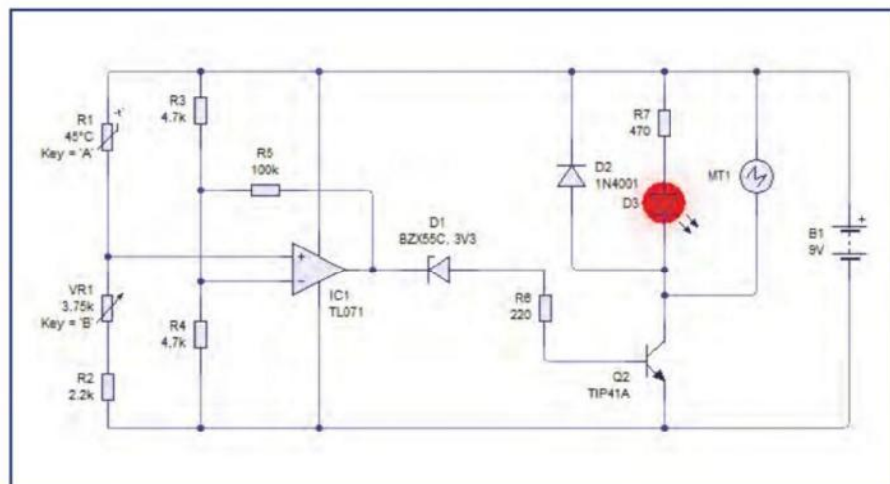 R1
45°C
Key = 'A'
R3
4.7k
R5
100k
D1
BZX55C, 3V3
D2
1N4001
R7
470
D3
MT1
B1
9V
VR1
3.75k
Key = 'B'
R4
4.7k
IC1
TL071
R6
220
R2
2.2k
Q2
TIP41A